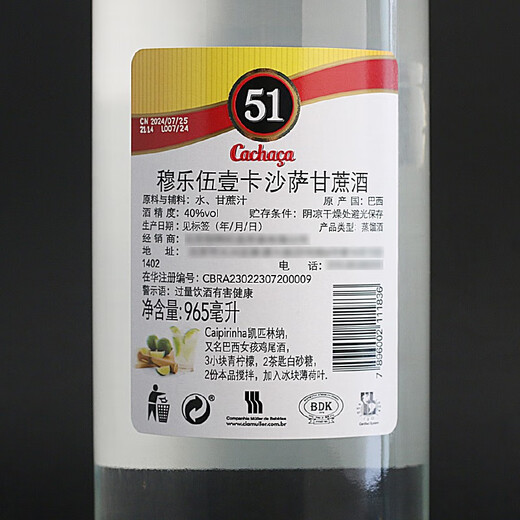 CN 2024/07/25
21:14 L007/24
51
Cachaça
穆乐伍壹卡沙萨甘蔗酒
原料与辅料：水、甘蔗汁 原产国：巴西
酒精度：40%vol 贮存条件：阴凉干燥处避光保存
生产日期：见标签（年/月/日） 产品类型：蒸馏酒
经销商：
地址：
1402 电话：
在华注册编号：CBRA23022307200009
警示语：过量饮酒有害健康
净含量：965毫升
Caipirinha凯匹林纳，
又名巴西女孩鸡尾酒，
3小块青柠檬，2茶匙白砂糖，
2份本品搅拌，加入冰块薄荷叶.
7 896002 111836
Companhia Müller de Bebidas
www.ciamuller.com.br
BDK